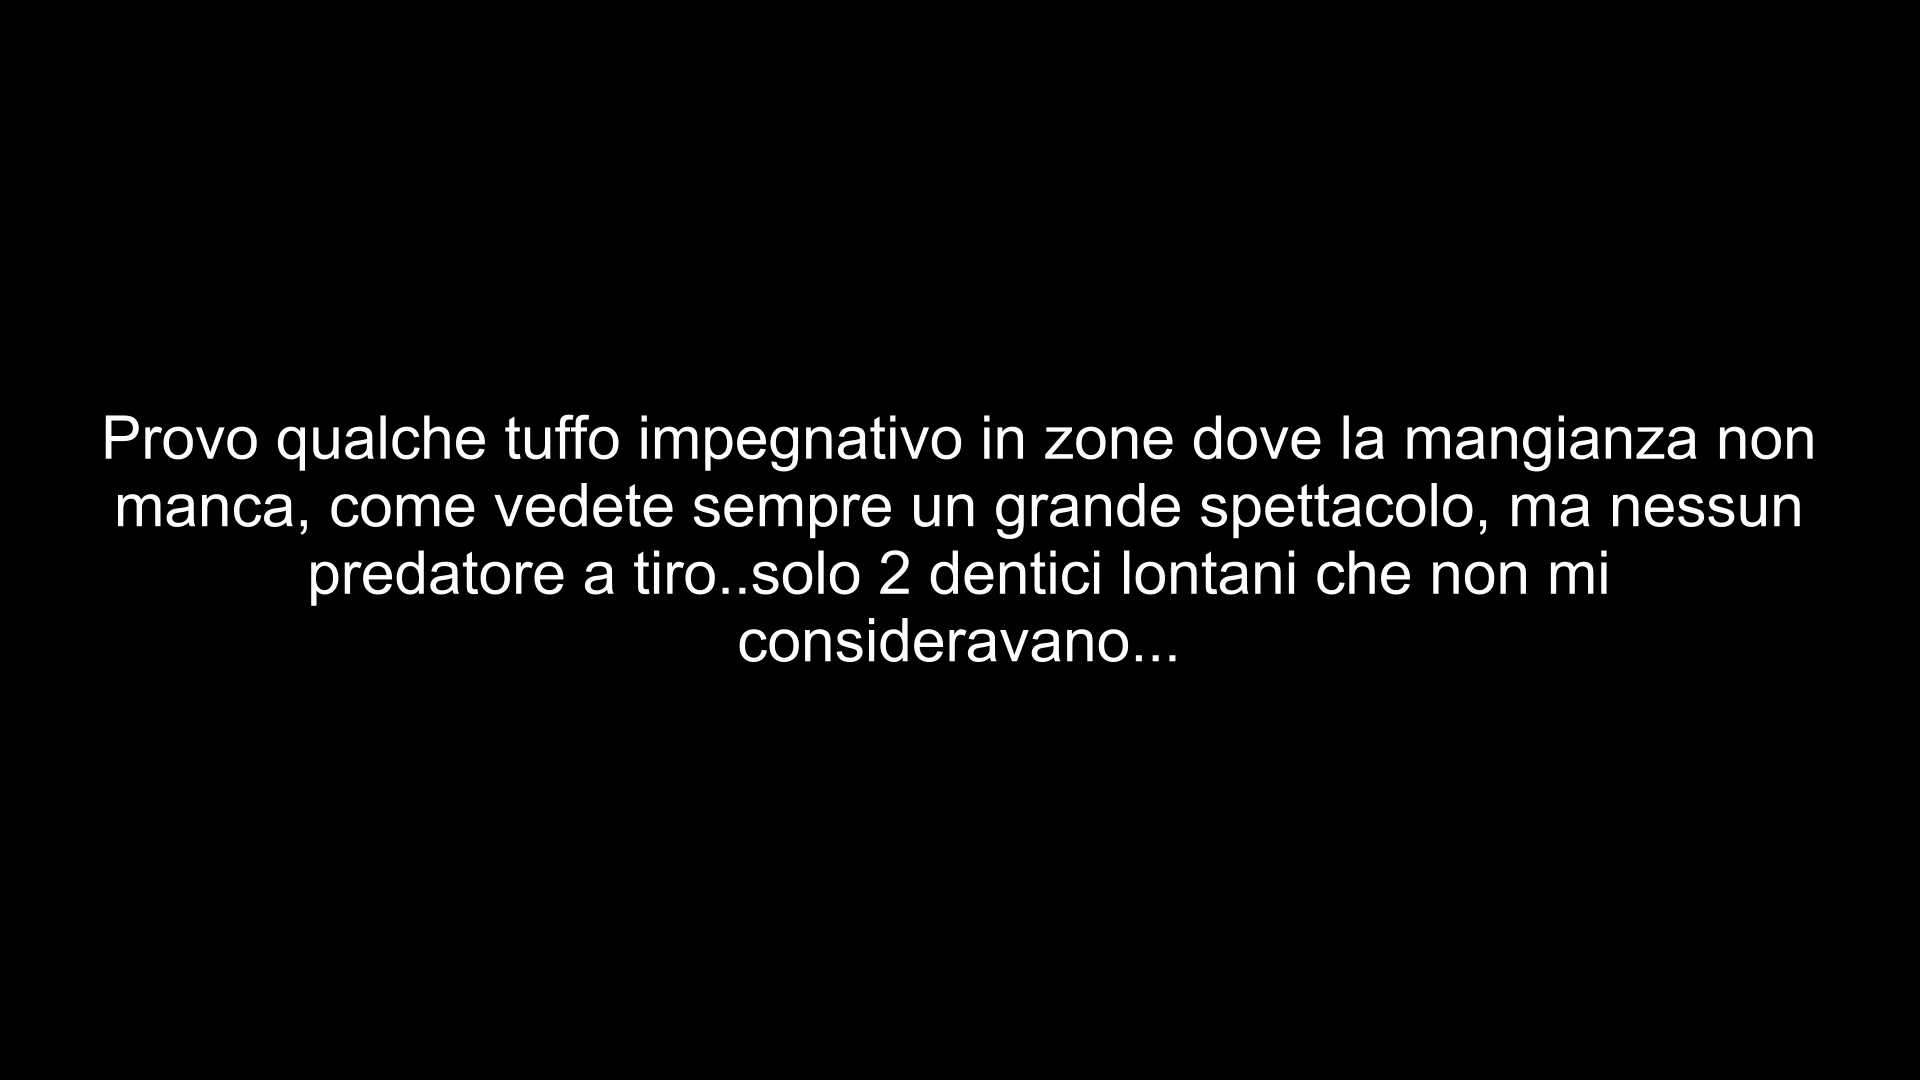 Provo qualche tuffo impegnativo in zone dove la mangianza non
manca, come vedete sempre un grande spettacolo, ma nessun
predatore a tiro..solo 2 dentici lontani che non mi
consideravano...